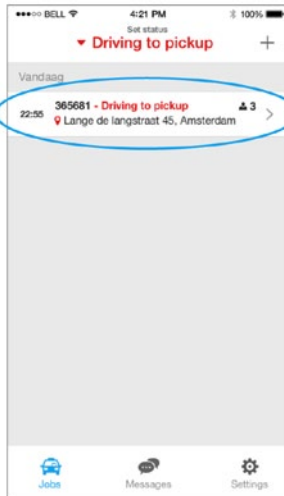 BELL 4:21 PM 100%
Set status
Driving to pickup +
Vandaag
22:55 365681 - Driving to pickup 3
Lange de langstraat 45, Amsterdam
Jobs Messages Settings